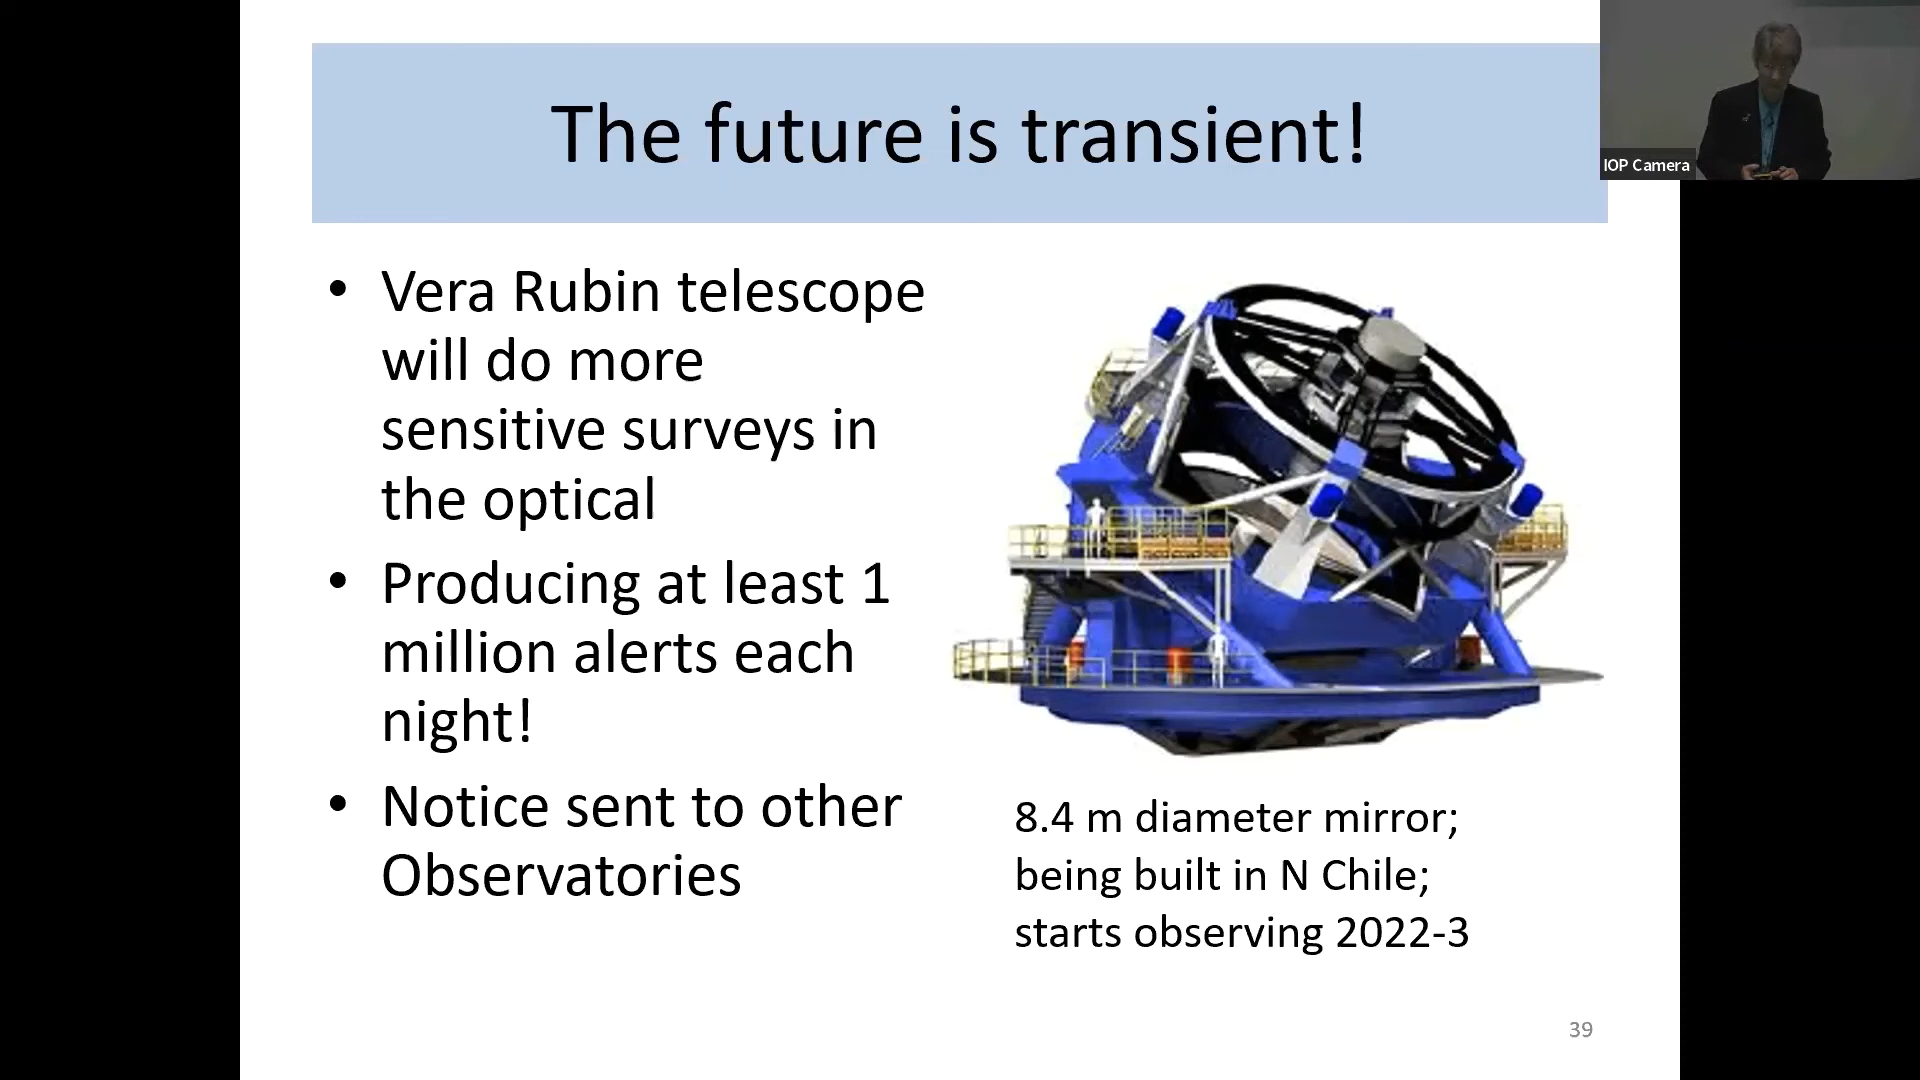 The future is transient!
IOP Camera
• Vera Rubin telescope
will do more
sensitive surveys in
the optical
• Producing at least 1
million alerts each
night!
• Notice sent to other
Observatories
8.4 m diameter mirror;
being built in N Chile;
starts observing 2022-3
39